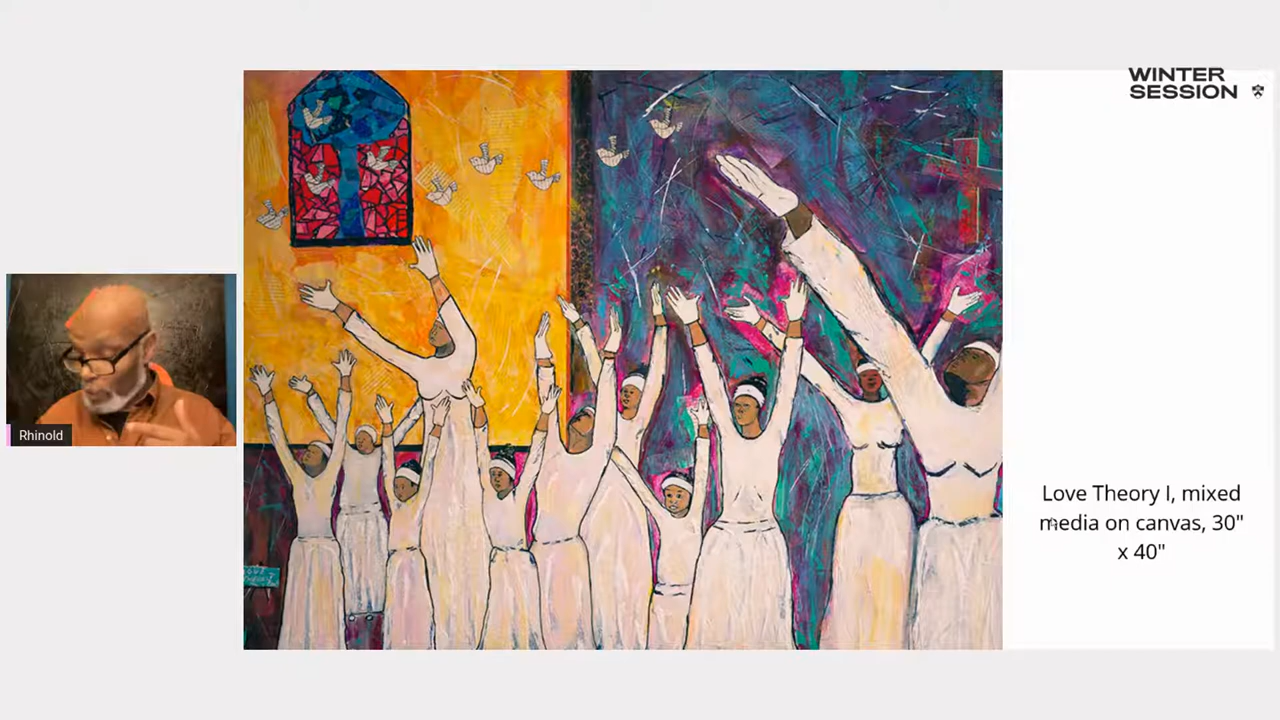 WINTER
SESSION
Rhinold
Love Theory I, mixed
media on canvas, 30"
x 40"